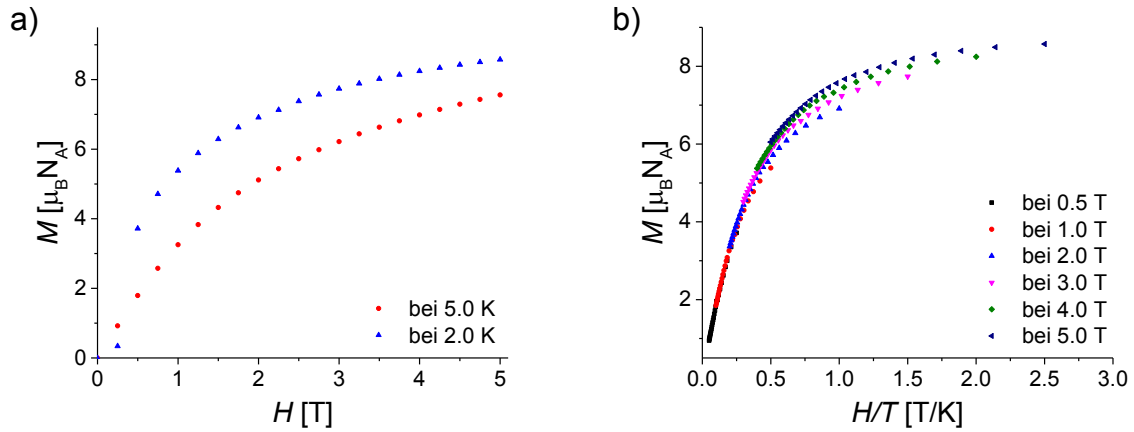 a)
M [μBNA]
8
6
4
2
0
0
1
2
3
4
5
H [T]
bei 5.0 K
bei 2.0 K
b)
M [μBNA]
8
6
4
2
0.0
0.5
1.0
1.5
2.0
2.5
3.0
H/T [T/K]
bei 0.5 T
bei 1.0 T
bei 2.0 T
bei 3.0 T
bei 4.0 T
bei 5.0 T